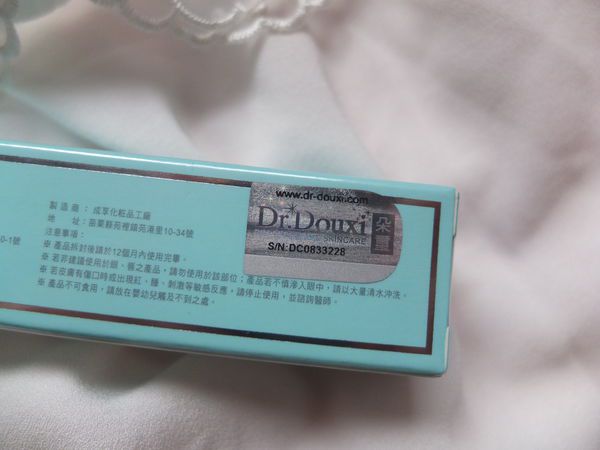 www.dr-douxi.com
Dr.Douxi 朵璽
SKINCARE
S/N:DC0833228
製 造 商 : 成享化粧品工廠
地　　址 : 苗栗縣苑裡鎮苑港里10-34號
注意事項 :
0-1號
※ 產品拆封後請於12個月內使用完畢。
※ 若非建議使用於眼、唇之產品，請勿使用於該部位；產品若不慎滲入眼中，請以大量清水沖洗。
※ 若皮膚有傷口時或出現紅、腫、刺激等敏感反應，請停止使用，並諮詢醫師。
※ 產品不可食用，請放在嬰幼兒觸及不到之處。